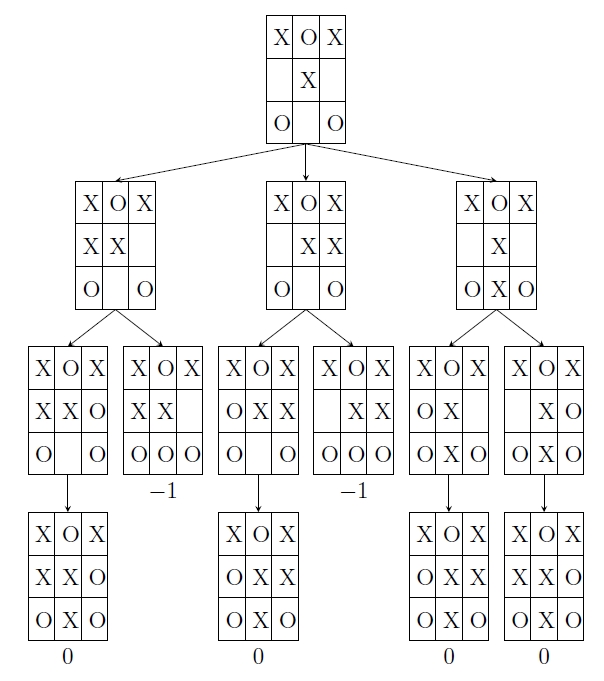 X O X
X
O O
X O X X O X X O X
X X X X X
O O O O O X O
X O X X O X X O X X O X X O X X O X
X X O X X O X X X X O X X O
O O O O O O O O O O O X O O X O
−1 −1
X O X X O X X O X X O X
X X O O X X O X X X X O
O X O O X O O X O O X O
0 0 0 0